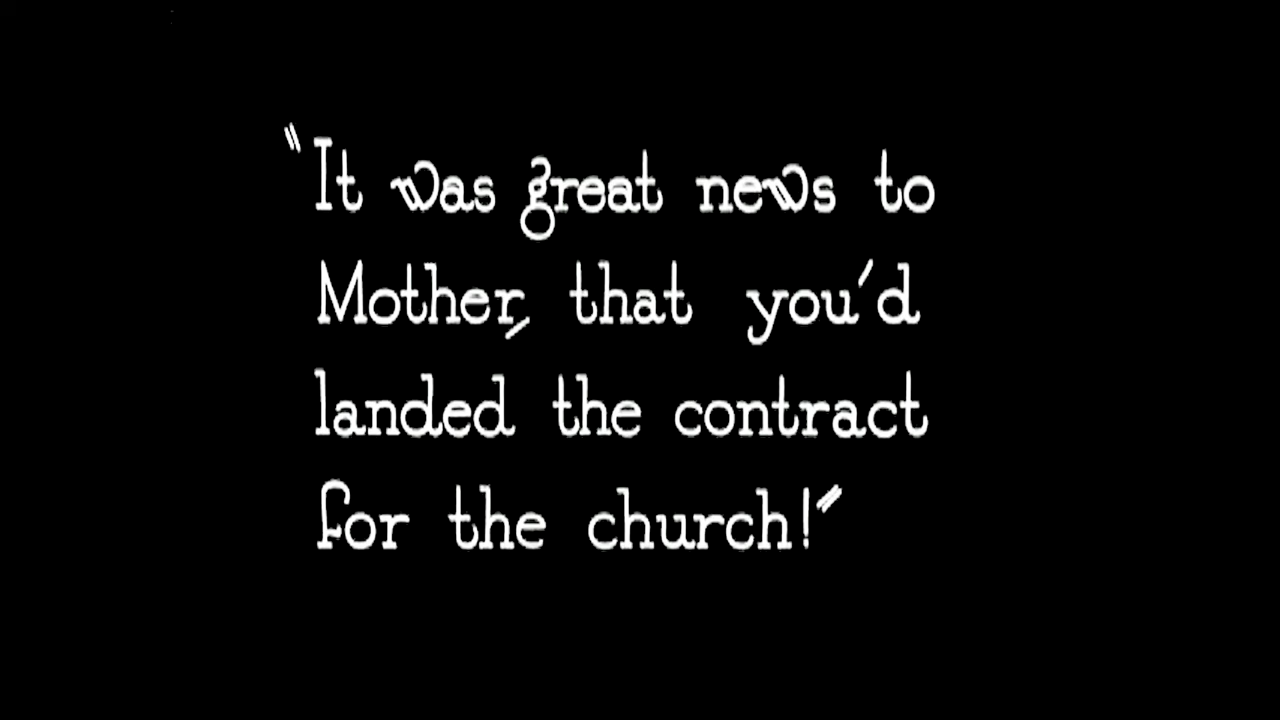 "It was great news to
Mother, that you'd
landed the contract
for the church!"